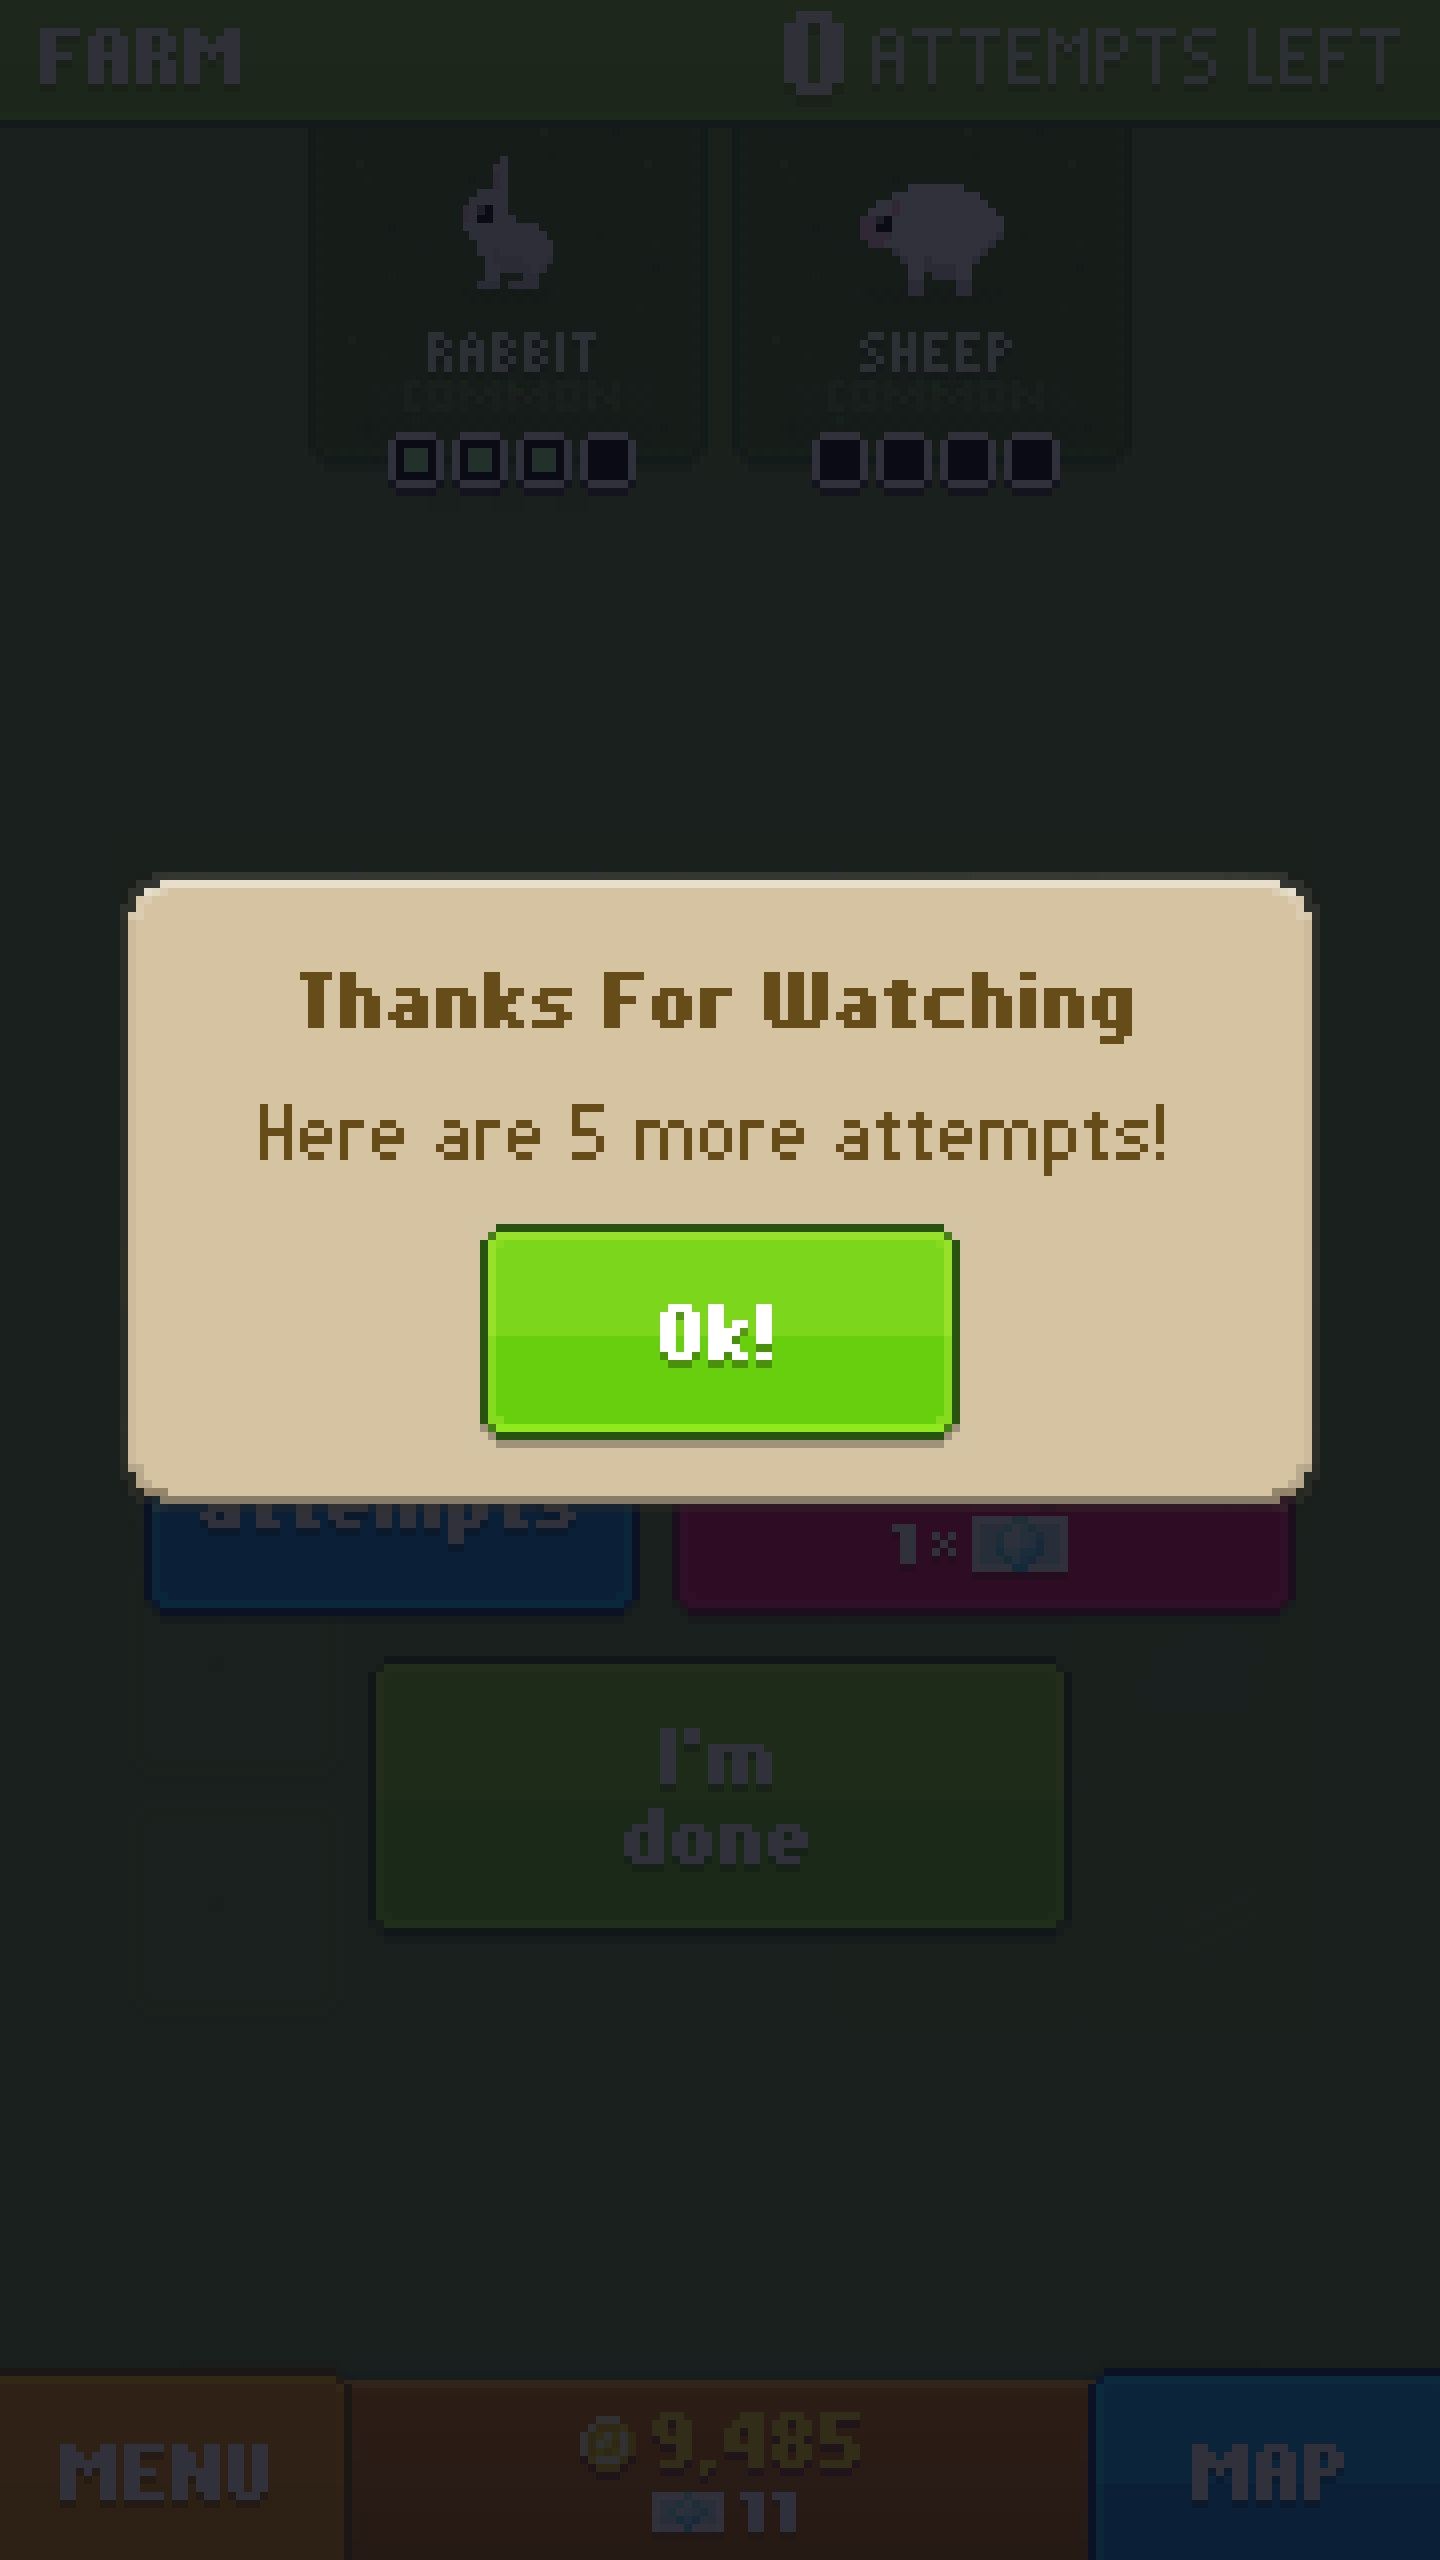 FARM
0 ATTEMPTS LEFT
RABBIT
SHEEP
COMMON
COMMON
Thanks For Watching
Here are 5 more attempts!
Ok!
attempts
1×
I'm
done
MENU
9,485
11
MAP